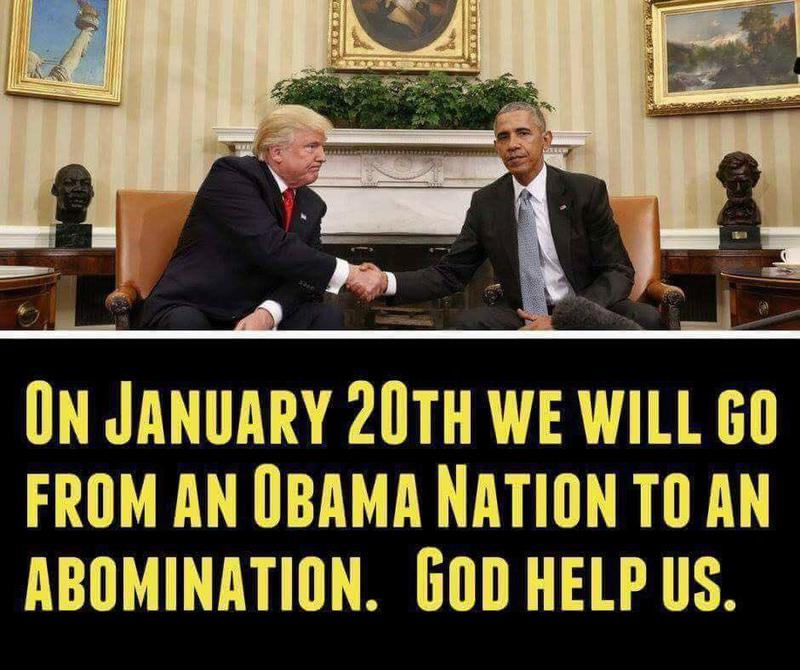 On January 20th we will go
from an Obama Nation to an
abomination.  God help us.